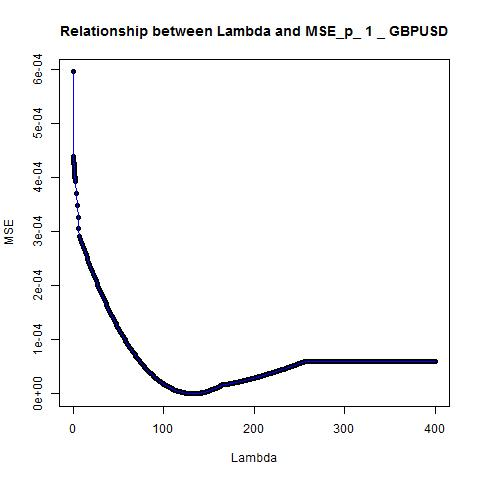 Relationship between Lambda and MSE_p_ 1 _ GBPUSD
6e-04
5e-04
4e-04
3e-04
2e-04
1e-04
0e+00
MSE
0 100 200 300 400
Lambda